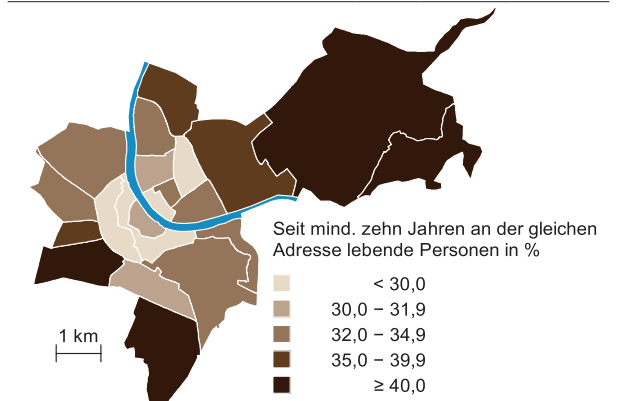 Seit mind. zehn Jahren an der gleichen
Adresse lebende Personen in %
< 30,0
30,0 – 31,9
32,0 – 34,9
35,0 – 39,9
≥ 40,0
1 km